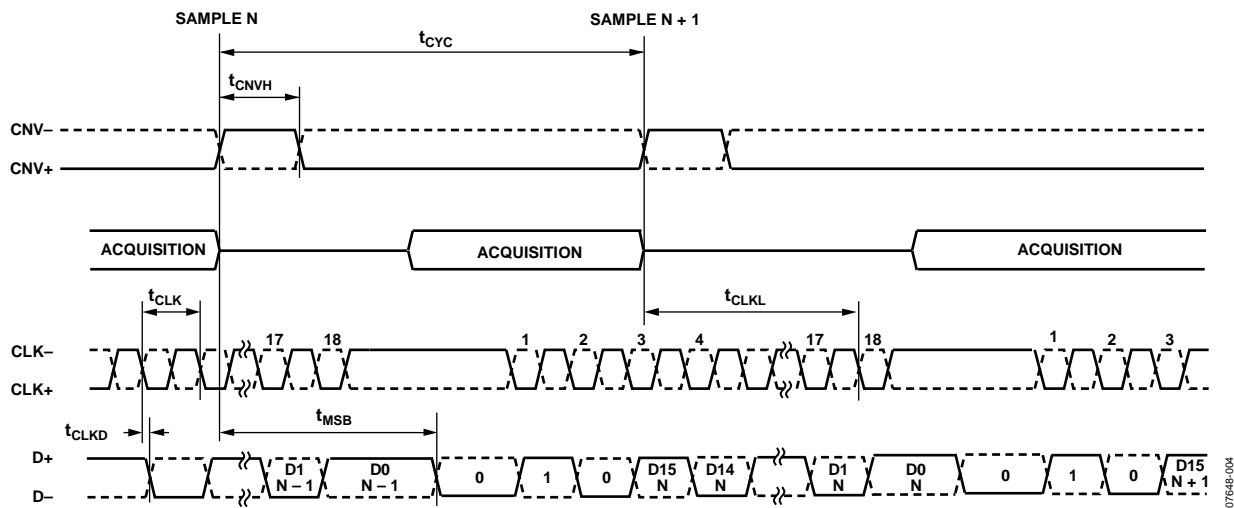 SAMPLE N
SAMPLE N + 1
tCYC
tCNVH
CNV–
CNV+
ACQUISITION
ACQUISITION
ACQUISITION
tCLK
tCLKL
CLK–
17
18
1
2
3
4
17
18
1
2
3
CLK+
tCLKD
tMSB
D+
D1
N – 1
D0
N – 1
0
1
0
D15
N
D14
N
D1
N
D0
N
0
1
0
D15
N + 1
D–
07648-004